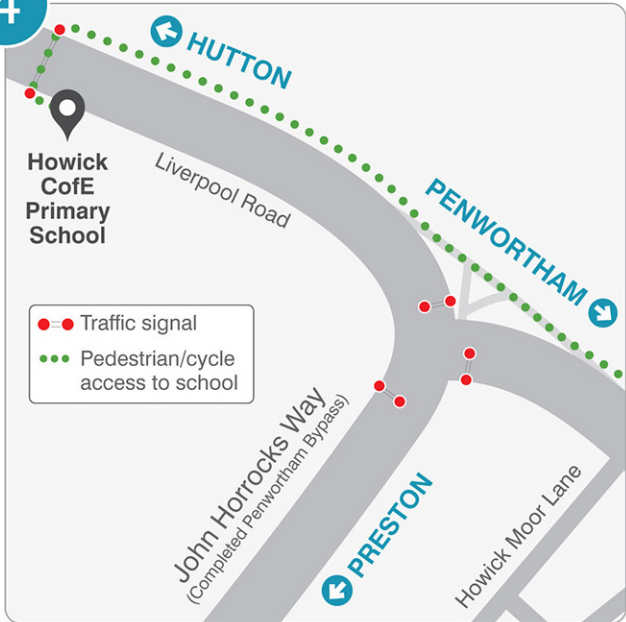 4
HUTTON
Howick
CofE
Primary
School
Liverpool Road
PENWORTHAM
Traffic signal
Pedestrian/cycle
access to school
John Horrocks Way
(Completed Penwortham Bypass)
PRESTON
Howick Moor Lane